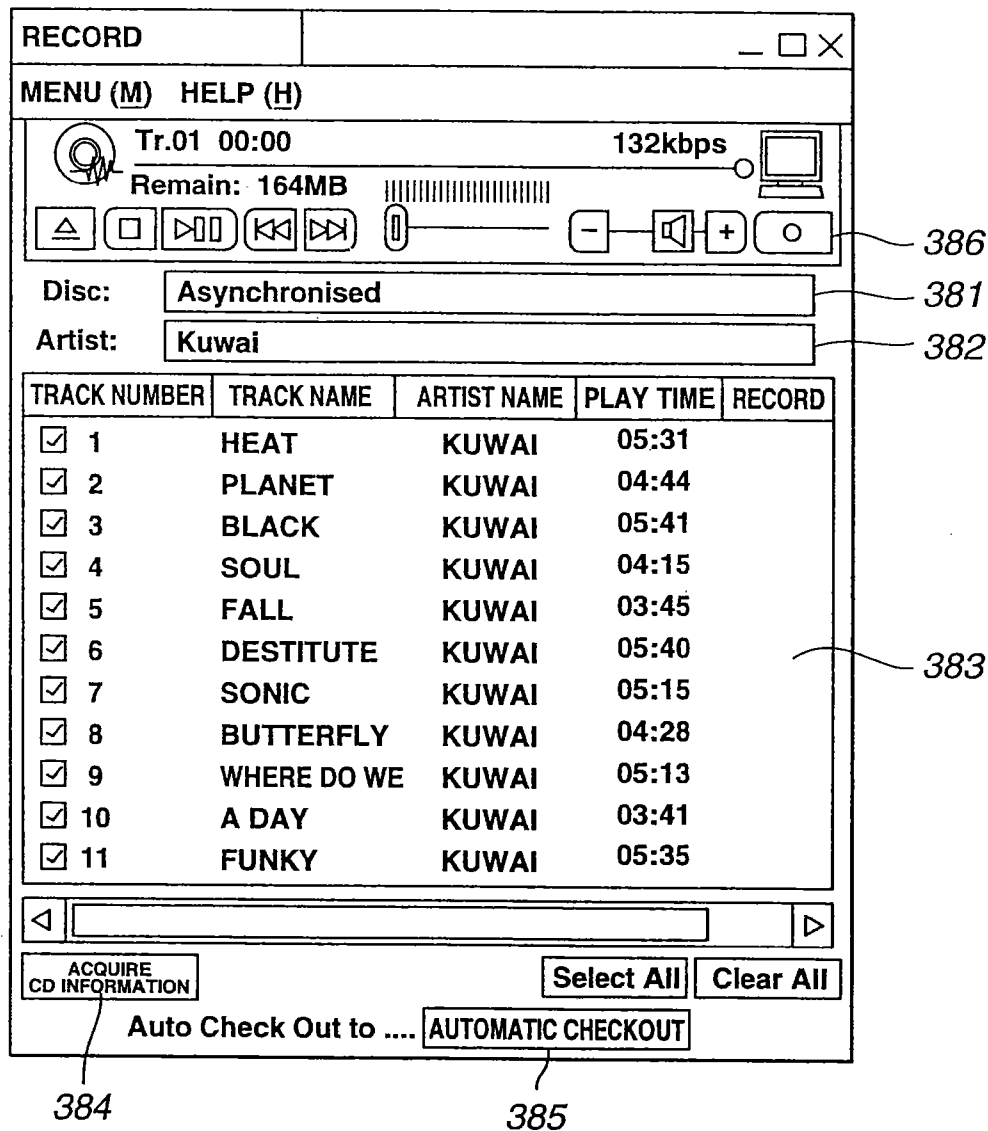 RECORD
MENU (M) HELP (H)
Tr.01 00:00 132kbps
Remain: 164MB
386
Disc: Asynchronised 381
Artist: Kuwai 382
TRACK NUMBER TRACK NAME ARTIST NAME PLAY TIME RECORD
1 HEAT KUWAI 05:31
2 PLANET KUWAI 04:44
3 BLACK KUWAI 05:41
4 SOUL KUWAI 04:15
5 FALL KUWAI 03:45
6 DESTITUTE KUWAI 05:40
383
7 SONIC KUWAI 05:15
8 BUTTERFLY KUWAI 04:28
9 WHERE DO WE KUWAI 05:13
10 A DAY KUWAI 03:41
11 FUNKY KUWAI 05:35
ACQUIRE
CD INFORMATION
Select All Clear All
Auto Check Out to .... AUTOMATIC CHECKOUT
384 385